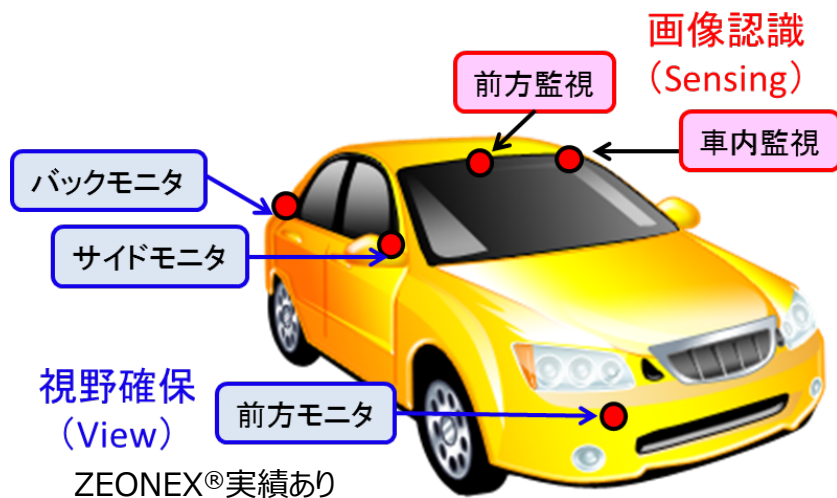 画像認識
（Sensing）
前方監視
車内監視
バックモニタ
サイドモニタ
視野確保
（View）
前方モニタ
ZEONEX®実績あり